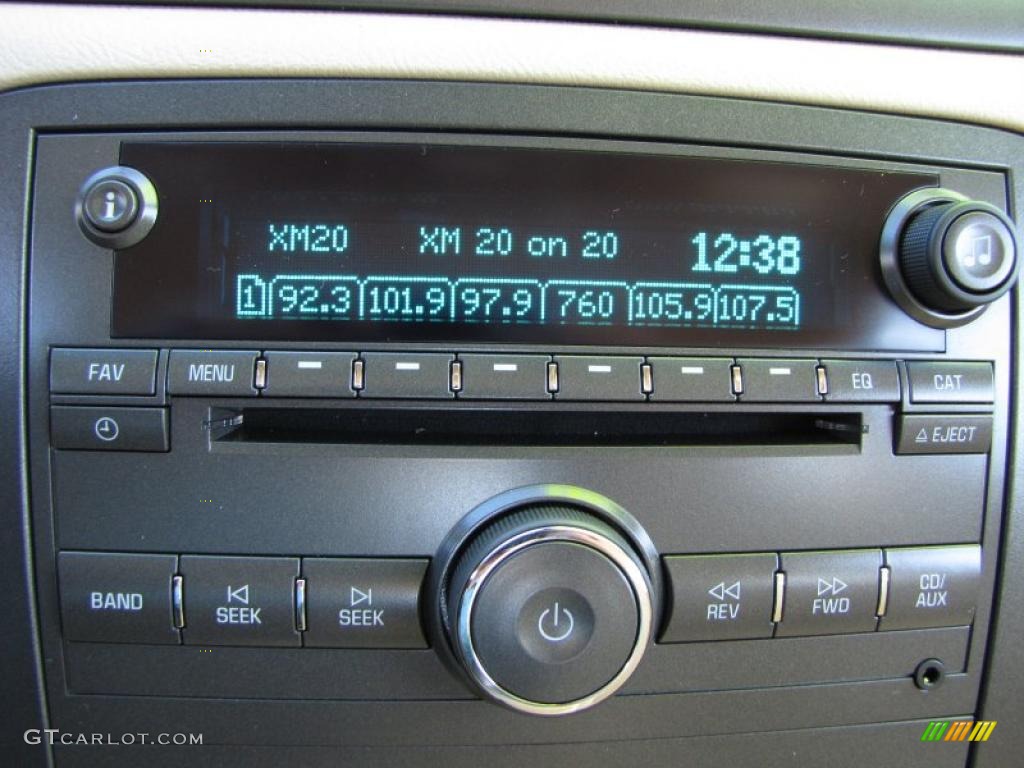 XM20 XM 20 on 20 12:38
1 92.3 101.9 97.9 760 105.9 107.5
FAV MENU EQ CAT
EJECT
BAND SEEK SEEK REV FWD CD/
AUX
GTCARLOT.COM